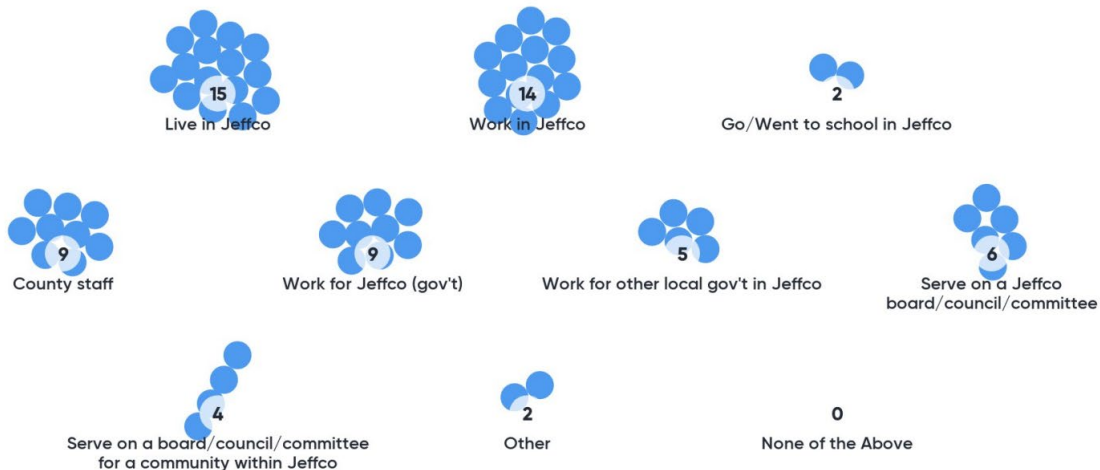 15
14
2
Live in Jeffco
Work in Jeffco
Go/Went to school in Jeffco
9
9
5
6
County staff
Work for Jeffco (gov't)
Work for other local gov't in Jeffco
Serve on a Jeffco
board/council/committee
4
2
0
Serve on a board/council/committee
for a community within Jeffco
Other
None of the Above